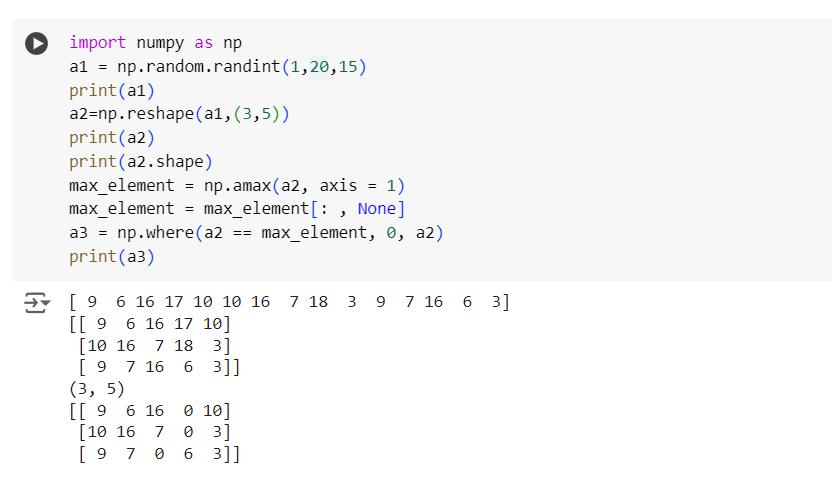 import numpy as np
a1 = np.random.randint(1,20,15)
print(a1)
a2=np.reshape(a1,(3,5))
print(a2)
print(a2.shape)
max_element = np.amax(a2, axis = 1)
max_element = max_element[: , None]
a3 = np.where(a2 == max_element, 0, a2)
print(a3)
[ 9  6 16 17 10 10 16  7 18  3  9  7 16  6  3]
[[ 9  6 16 17 10]
 [10 16  7 18  3]
 [ 9  7 16  6  3]]
(3, 5)
[[ 9  6 16  0 10]
 [10 16  7  0  3]
 [ 9  7  0  6  3]]